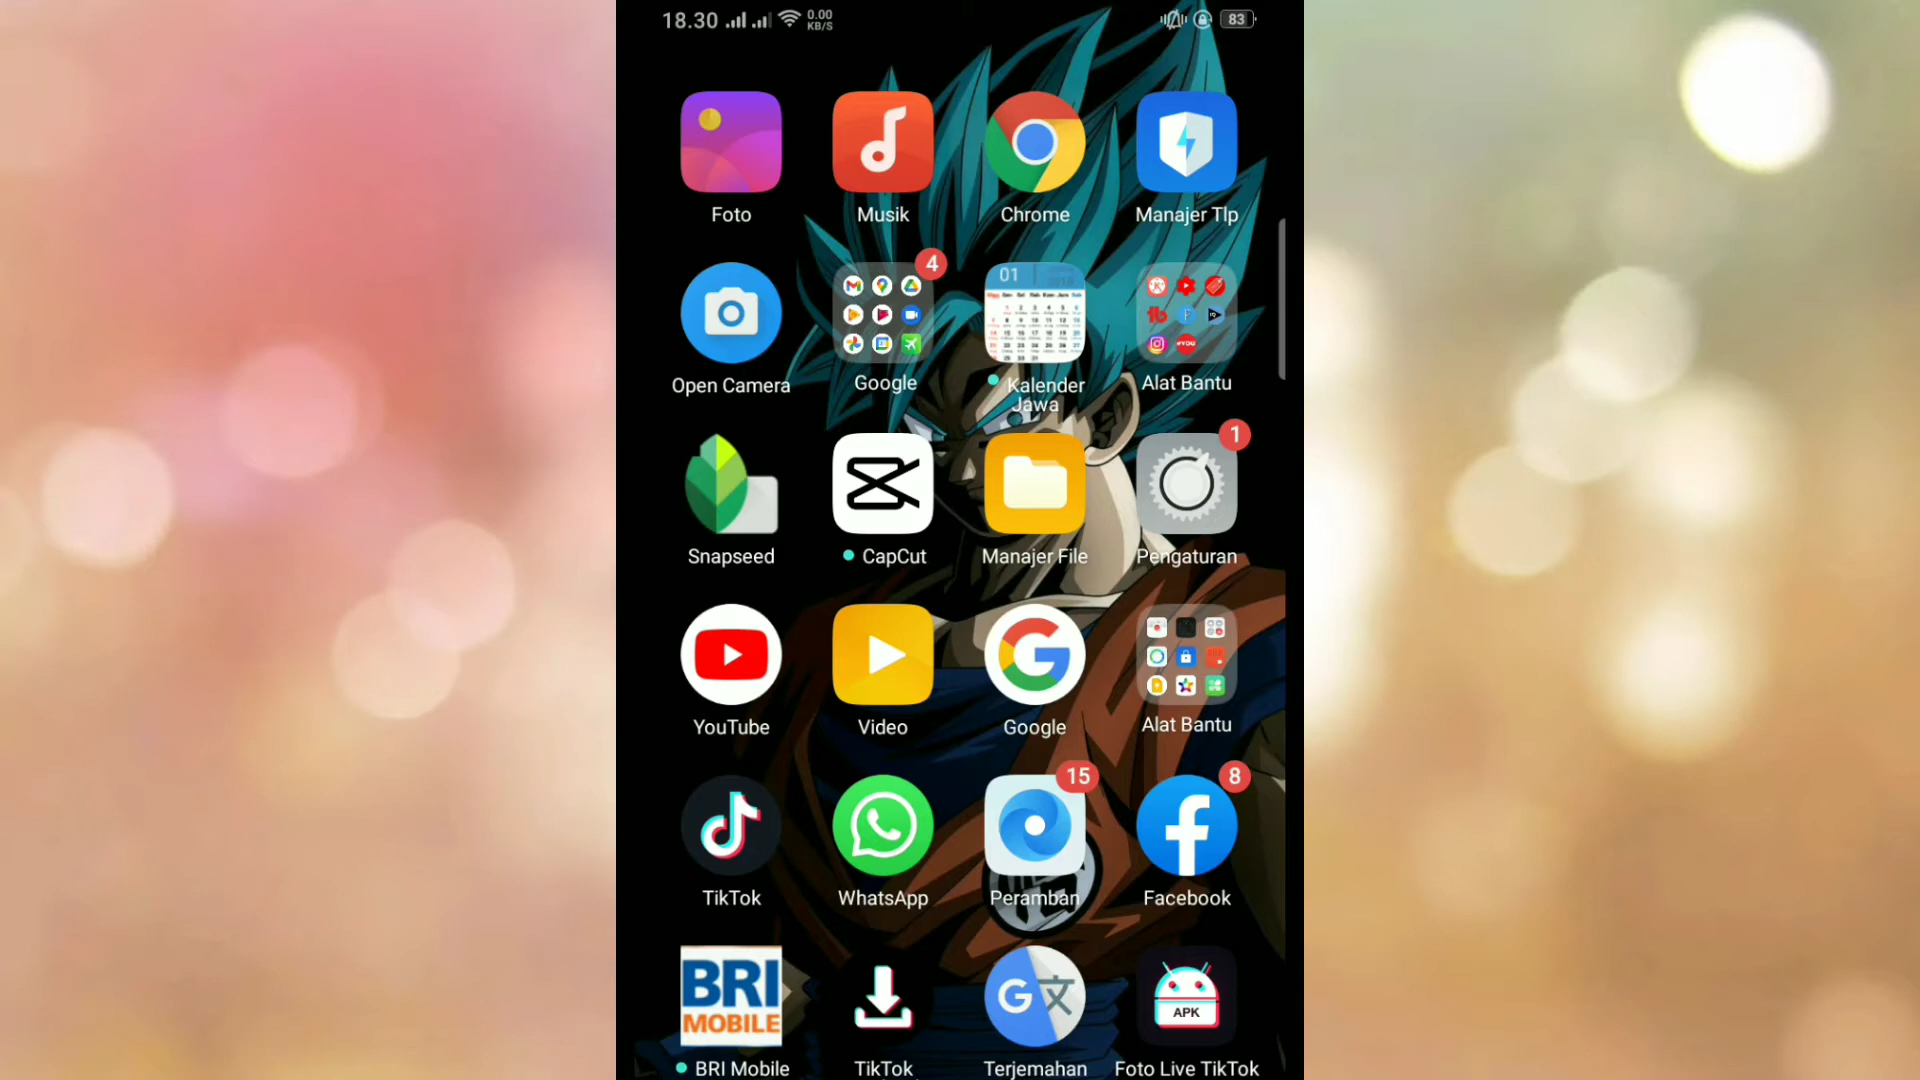 18.30 0.00 83
KB/S
Foto Musik Chrome Manajer Tlp
4
01
Open Camera Google Kalender Alat Bantu
Jawa
1
Snapseed CapCut Manajer File Pengaturan
YouTube Video Google Alat Bantu
15 8
TikTok WhatsApp Peramban Facebook
BRI
MOBILE
APK
BRI Mobile TikTok Terjemahan Foto Live TikTok